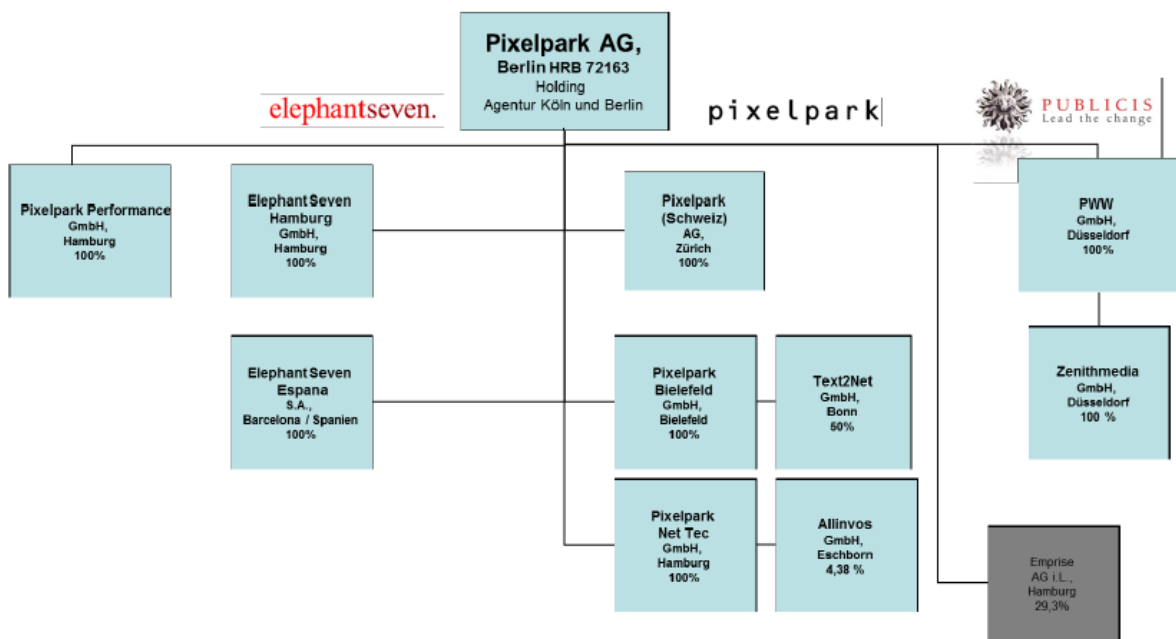 Pixelpark AG,
Berlin HRB 72163
Holding
Agentur Köln und Berlin
elephantseven.
pixelpark
PUBLICIS
Lead the change
Pixelpark Performance
GmbH,
Hamburg
100%
Elephant Seven
Hamburg
GmbH,
Hamburg
100%
Pixelpark
(Schweiz)
AG,
Zürich
100%
PWW
GmbH,
Düsseldorf
100%
Elephant Seven
Espana
S.A.,
Barcelona / Spanien
100%
Pixelpark
Bielefeld
GmbH,
Bielefeld
100%
Text2Net
GmbH,
Bonn
50%
Zenithmedia
GmbH,
Düsseldorf
100 %
Pixelpark
Net Tec
GmbH,
Hamburg
100%
Allinvos
GmbH,
Eschborn
4,38 %
Emprise
AG i.L.,
Hamburg
29,3%